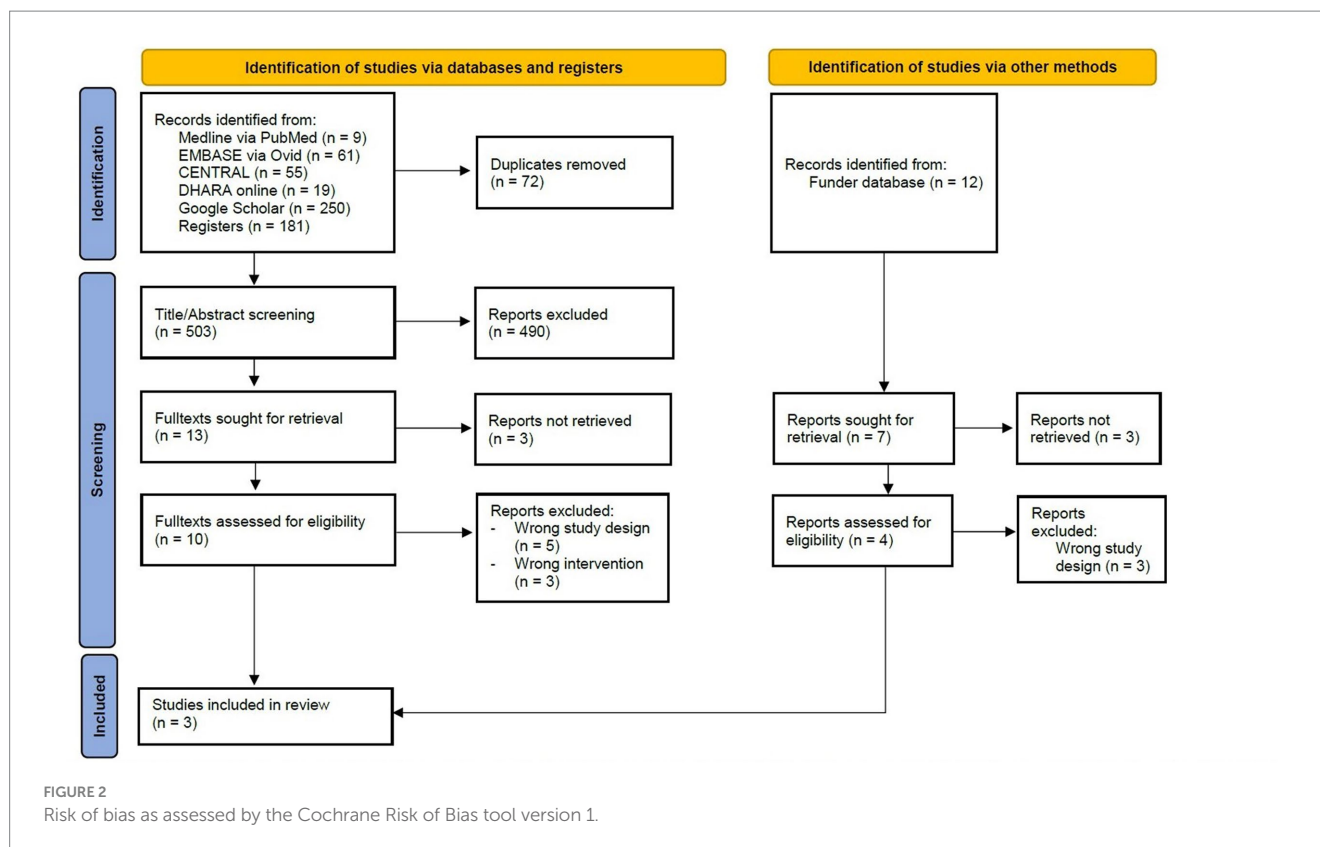 Identification of studies via databases and registers
Identification of studies via other methods
Identification
Records identified from:
Medline via PubMed (n = 9)
EMBASE via Ovid (n = 61)
CENTRAL (n = 55)
DHARA online (n = 19)
Google Scholar (n = 250)
Registers (n = 181)
Duplicates removed
(n = 72)
Records identified from:
Funder database (n = 12)
Screening
Title/Abstract screening
(n = 503)
Reports excluded
(n = 490)
Fulltexts sought for retrieval
(n = 13)
Reports not retrieved
(n = 3)
Reports sought for
retrieval (n = 7)
Reports not
retrieved (n = 3)
Fulltexts assessed for eligibility
(n = 10)
Reports excluded:
- Wrong study design
(n = 5)
- Wrong intervention
(n = 3)
Reports assessed for
eligibility (n = 4)
Reports
excluded:
Wrong study
design (n = 3)
Included
Studies included in review
(n = 3)
FIGURE 2
Risk of bias as assessed by the Cochrane Risk of Bias tool version 1.